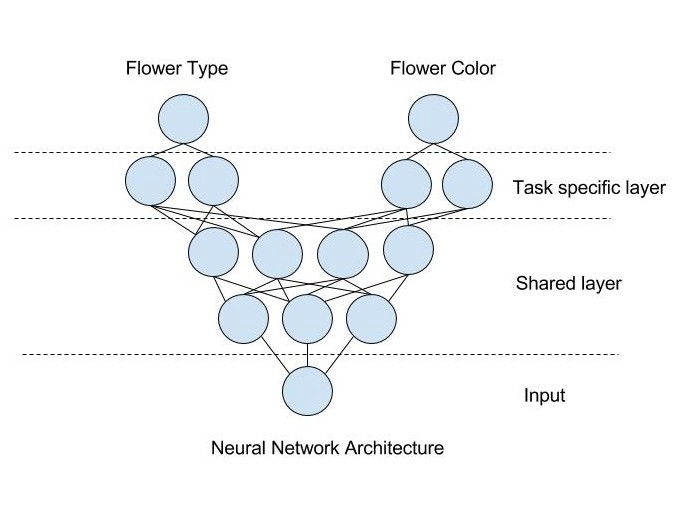 Flower Type
Flower Color
Task specific layer
Shared layer
Input
Neural Network Architecture